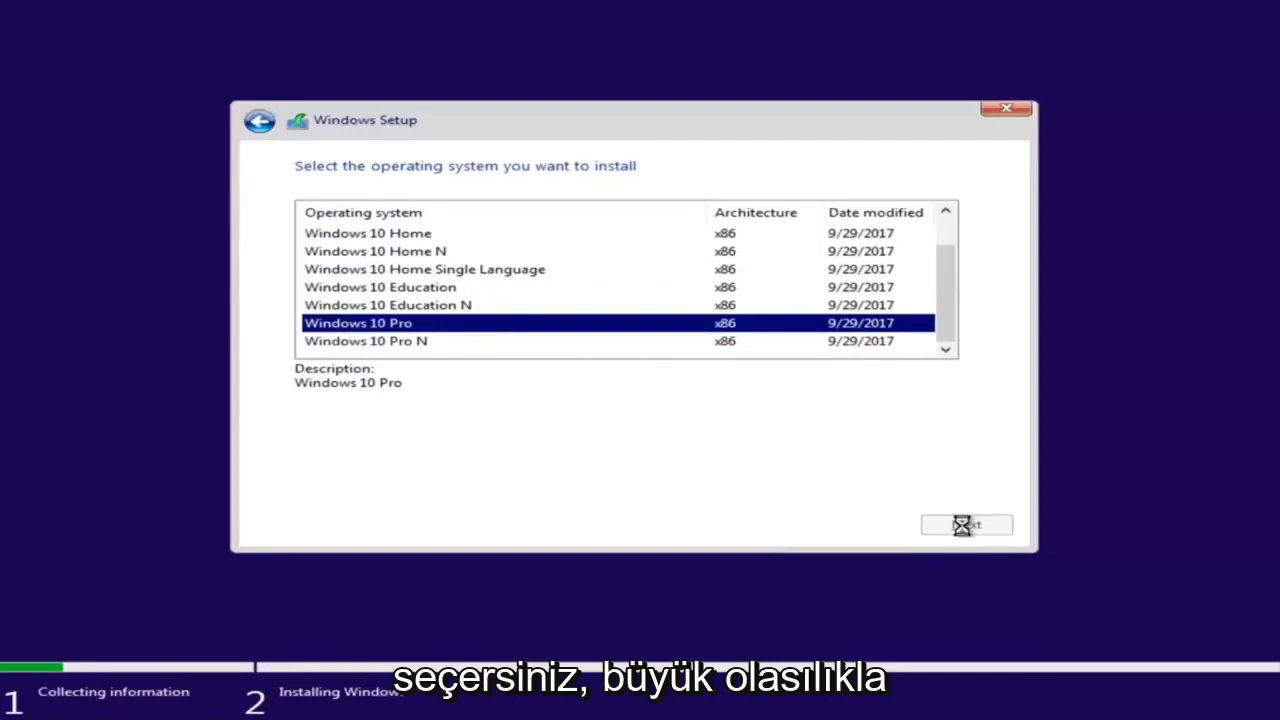 Windows Setup
Select the operating system you want to install
Operating system Architecture Date modified
Windows 10 Home x86 9/29/2017
Windows 10 Home N x86 9/29/2017
Windows 10 Home Single Language x86 9/29/2017
Windows 10 Education x86 9/29/2017
Windows 10 Education N x86 9/29/2017
Windows 10 Pro x86 9/29/2017
Windows 10 Pro N x86 9/29/2017
Description:
Windows 10 Pro
seçersiniz, büyük olasılıkla
1 Collecting information
2 Installing